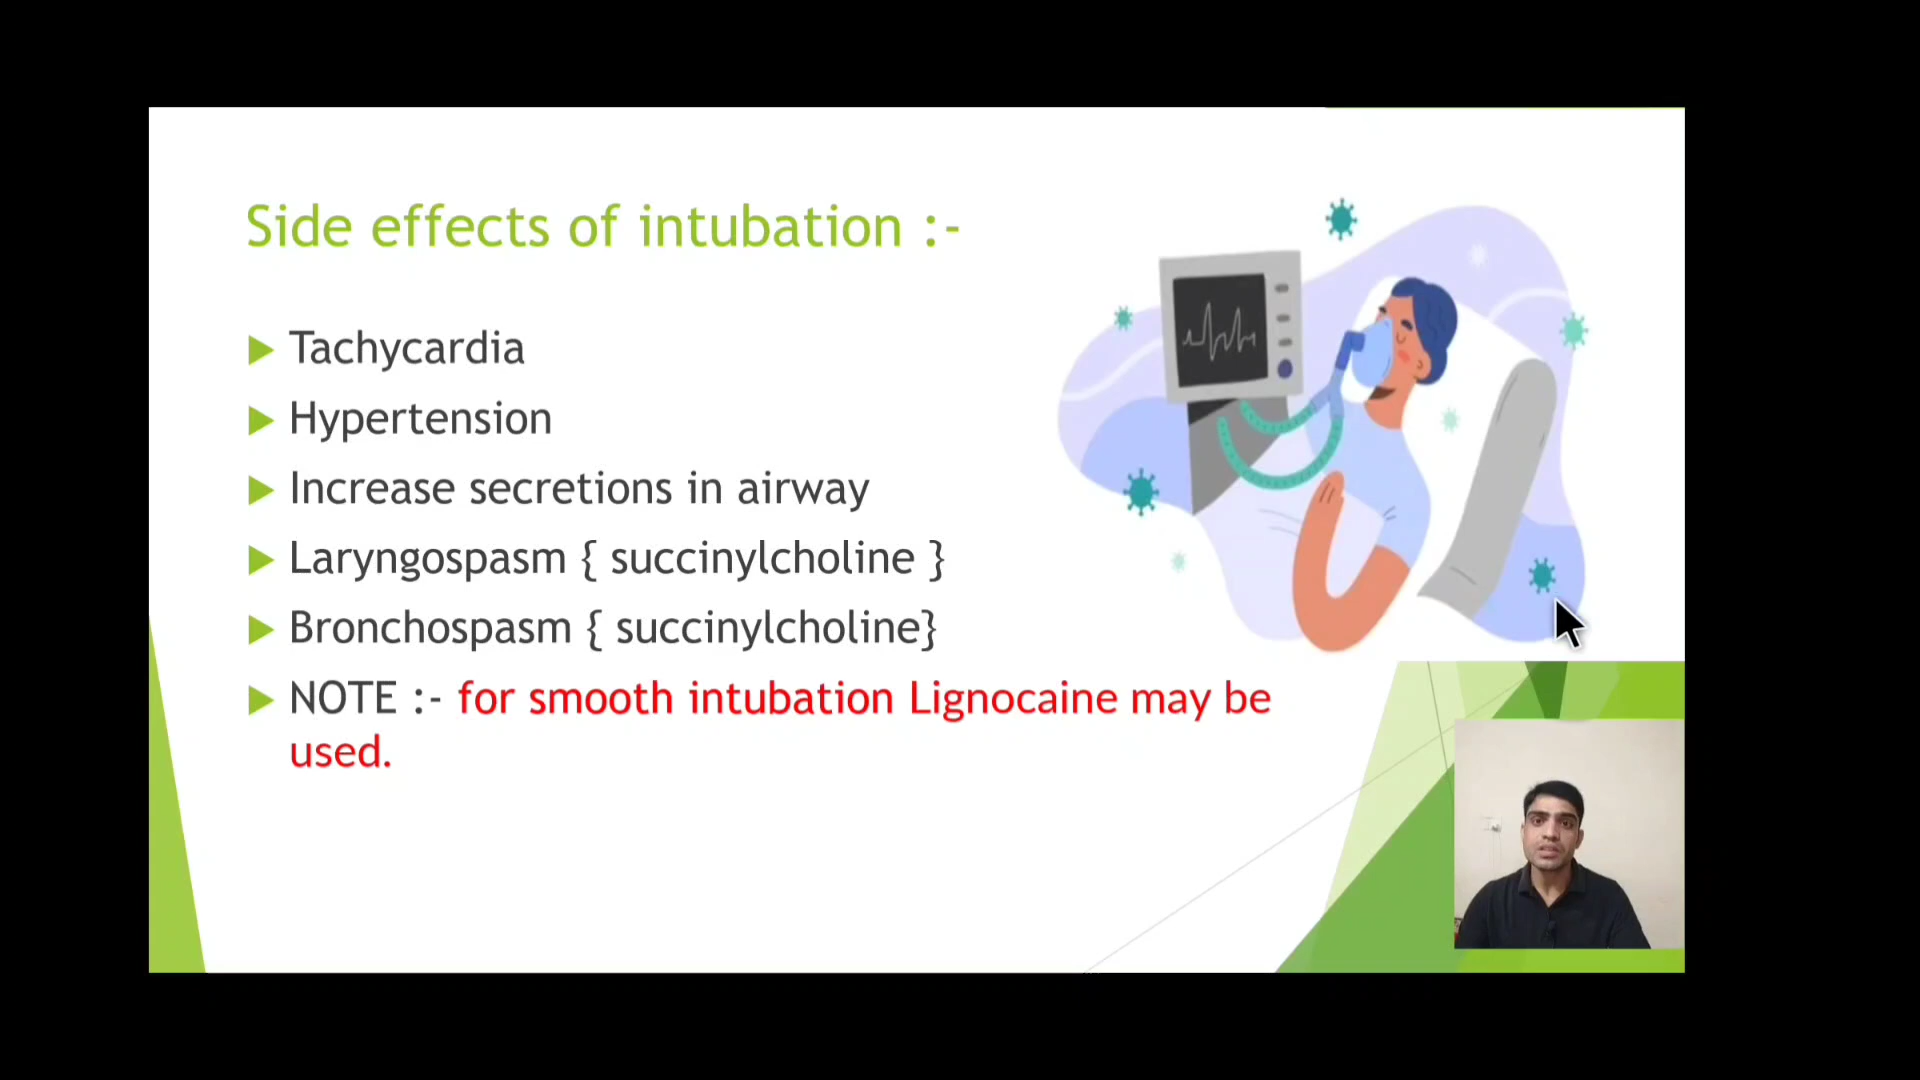 Side effects of intubation :-
Tachycardia
Hypertension
Increase secretions in airway
Laryngospasm { succinylcholine }
Bronchospasm { succinylcholine}
NOTE :- for smooth intubation Lignocaine may be
used.